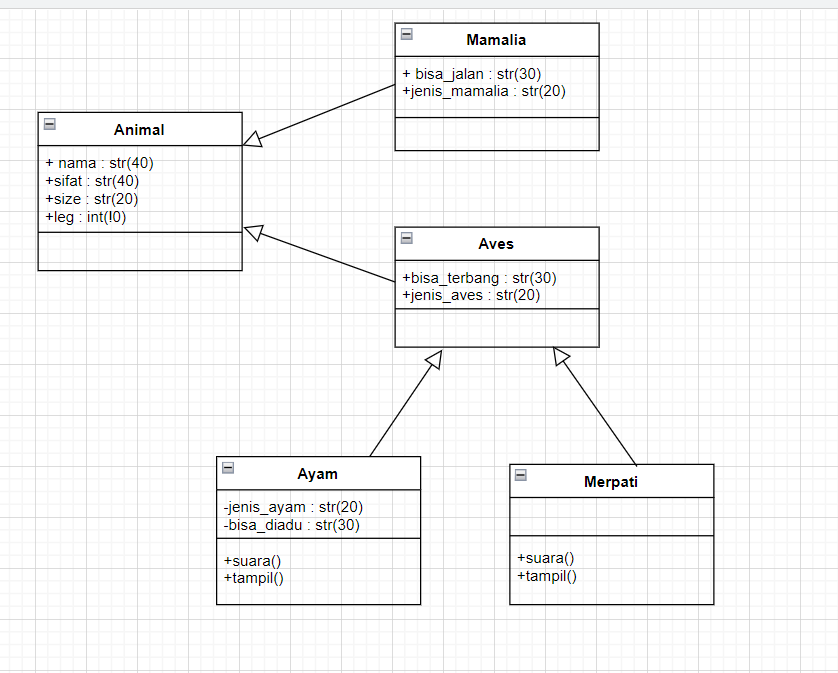 Mamalia
+ bisa_jalan : str(30)
+jenis_mamalia : str(20)
Animal
+ nama : str(40)
+sifat : str(40)
+size : str(20)
+leg : int(!0)
Aves
+bisa_terbang : str(30)
+jenis_aves : str(20)
Ayam
-jenis_ayam : str(20)
-bisa_diadu : str(30)
+suara()
+tampil()
Merpati
+suara()
+tampil()